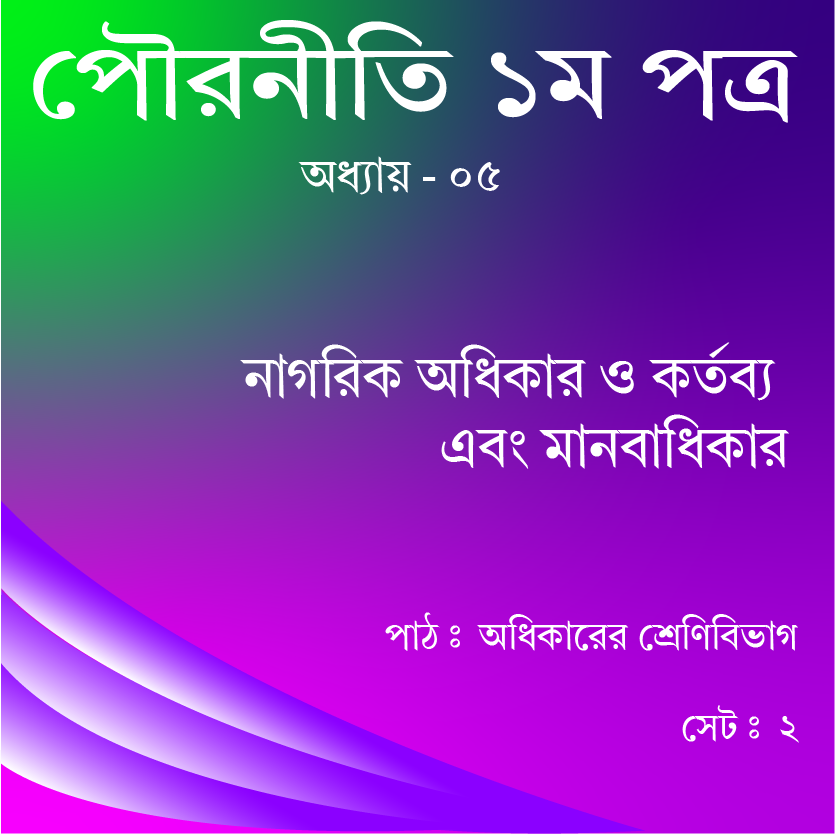 পৌরনীতি ১ম পত্র
অধ্যায় - ০৫
নাগরিক অধিকার ও কর্তব্য
এবং মানবাধিকার
পাঠ ঃ অধিকারের শ্রেণিবিভাগ
সেট ঃ ২